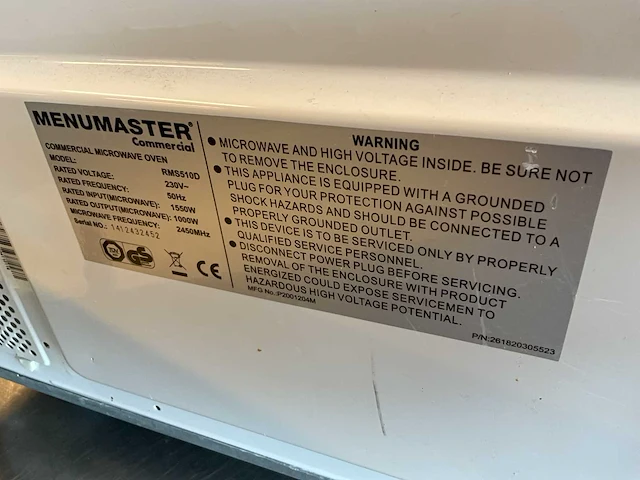 MENUMASTER®
Commercial
COMMERCIAL MICROWAVE OVEN
MODEL: RMS510D
RATED VOLTAGE: 230V~
RATED FREQUENCY: 50Hz
RATED INPUT(MICROWAVE): 1550W
RATED OUTPUT(MICROWAVE): 1000W
MICROWAVE FREQUENCY: 2450MHz
Serial NO.: 1412432452
GS
CE
WARNING
● MICROWAVE AND HIGH VOLTAGE INSIDE. BE SURE NOT
TO REMOVE THE ENCLOSURE.
● THIS APPLIANCE IS EQUIPPED WITH A GROUNDED
PLUG FOR YOUR PROTECTION AGAINST POSSIBLE
SHOCK HAZARDS AND SHOULD BE CONNECTED TO A
PROPERLY GROUNDED OUTLET.
● THIS DEVICE IS TO BE SERVICED ONLY BY PROPERLY
QUALIFIED SERVICE PERSONNEL.
● DISCONNECT POWER PLUG BEFORE SERVICING.
REMOVAL OF THE ENCLOSURE WITH PRODUCT
ENERGIZED COULD EXPOSE SERVICEMEN TO
HAZARDOUS HIGH VOLTAGE POTENTIAL.
MFG No.:P2001204M
P/N:261820305523